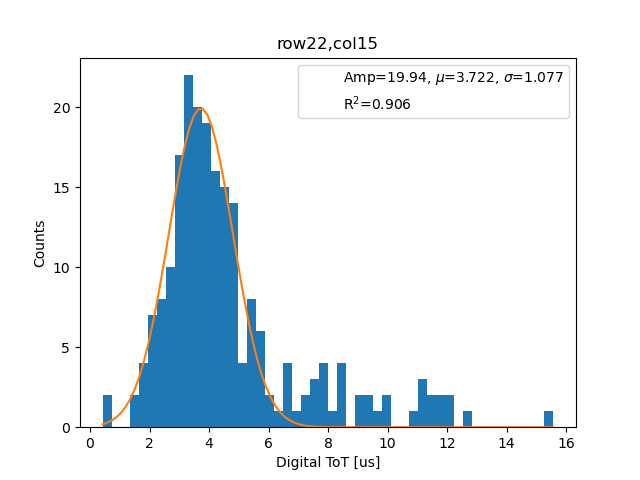 row22,col15
Amp=19.94, μ=3.722, σ=1.077
R²=0.906
Counts
20
15
10
5
0
0 2 4 6 8 10 12 14 16
Digital ToT [us]